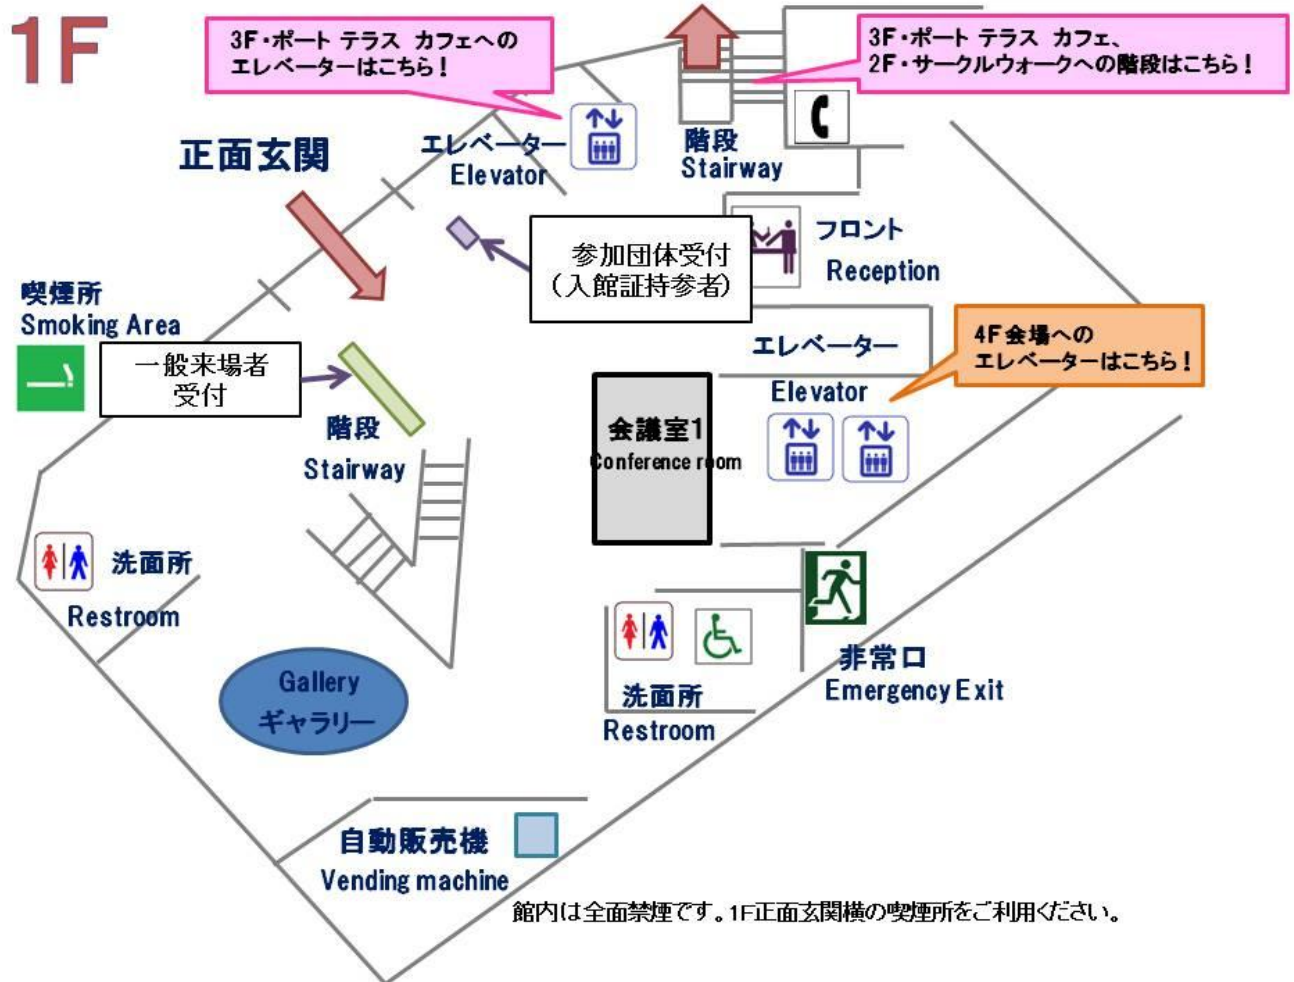 1F
3F・ポート テラス カフェへの
エレベーターはこちら！
3F・ポート テラス カフェ、
2F・サークルウォークへの階段はこちら！
正面玄関
エレベーター
Elevator
階段
Stairway
参加団体受付
（入館証持参者）
フロント
Reception
喫煙所
Smoking Area
一般来場者
受付
エレベーター
Elevator
4F会場への
エレベーターはこちら！
階段
Stairway
会議室1
Conference room
洗面所
Restroom
洗面所
Restroom
非常口
Emergency Exit
Gallery
ギャラリー
自動販売機
Vending machine
館内は全面禁煙です。1F正面玄関横の喫煙所をご利用ください。